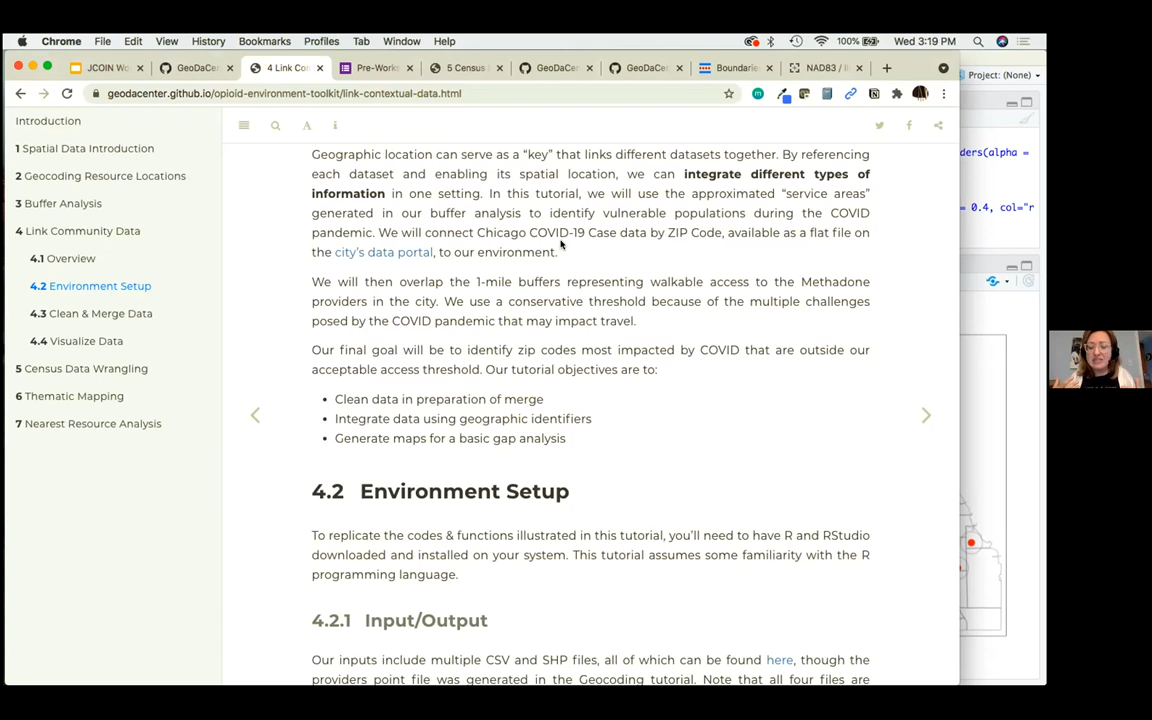 Chrome File Edit View History Bookmarks Profiles Tab Window Help 100% Wed 3:19 PM
JCOIN Wo GeoDaCe 4 Link Co Pre-Works 5 Census GeoDaCen GeoDaCen Boundarie NAD83 /
Project: (None)
geodacenter.github.io/opioid-environment-toolkit/link-contextual-data.html
Introduction
1 Spatial Data Introduction
2 Geocoding Resource Locations
3 Buffer Analysis
4 Link Community Data
4.1 Overview
4.2 Environment Setup
4.3 Clean & Merge Data
4.4 Visualize Data
5 Census Data Wrangling
6 Thematic Mapping
7 Nearest Resource Analysis
Geographic location can serve as a “key” that links different datasets together. By referencing
each dataset and enabling its spatial location, we can integrate different types of
information in one setting. In this tutorial, we will use the approximated “service areas”
generated in our buffer analysis to identify vulnerable populations during the COVID
pandemic. We will connect Chicago COVID-19 Case data by ZIP Code, available as a flat file on
the city’s data portal, to our environment.
We will then overlap the 1-mile buffers representing walkable access to the Methadone
providers in the city. We use a conservative threshold because of the multiple challenges
posed by the COVID pandemic that may impact travel.
Our final goal will be to identify zip codes most impacted by COVID that are outside our
acceptable access threshold. Our tutorial objectives are to:
• Clean data in preparation of merge
• Integrate data using geographic identifiers
• Generate maps for a basic gap analysis
4.2 Environment Setup
To replicate the codes & functions illustrated in this tutorial, you’ll need to have R and RStudio
downloaded and installed on your system. This tutorial assumes some familiarity with the R
programming language.
4.2.1 Input/Output
Our inputs include multiple CSV and SHP files, all of which can be found here, though the
providers point file was generated in the Geocoding tutorial. Note that all four files are
ders(alpha =
= 0.4, col="r